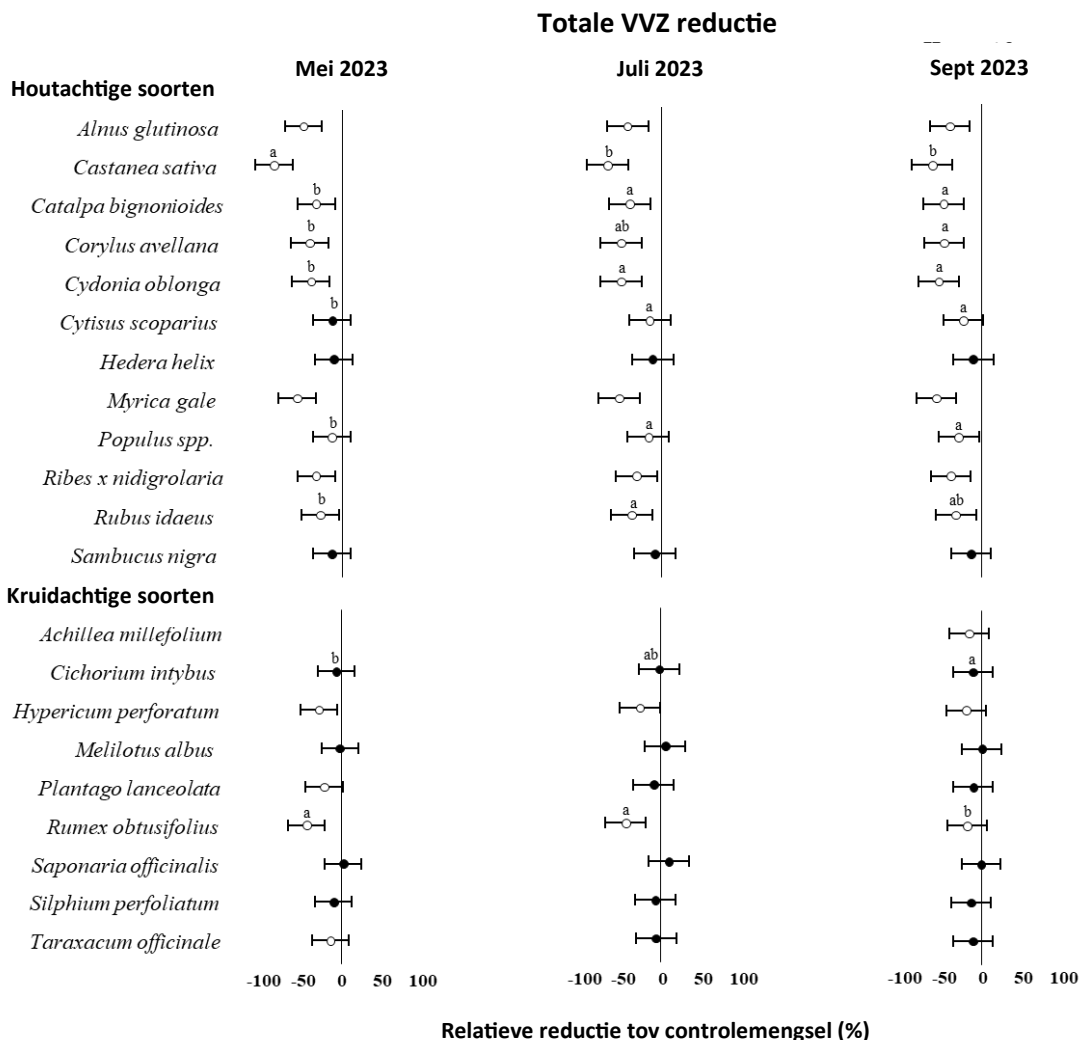 Totale VVZ reductie
Mei 2023 Juli 2023 Sept 2023
Houtachtige soorten
Alnus glutinosa
a b b
Castanea sativa
b a a
Catalpa bignonioides
b ab a
Corylus avellana
b a a
Cydonia oblonga
b a a
Cytisus scoparius
Hedera helix
Myrica gale
b a a
Populus spp.
Ribes x nidigrolaria
b a ab
Rubus idaeus
Sambucus nigra
Kruidachtige soorten
Achillea millefolium
b ab a
Cichorium intybus
Hypericum perforatum
Melilotus albus
Plantago lanceolata
a a b
Rumex obtusifolius
Saponaria officinalis
Silphium perfoliatum
Taraxacum officinale
-100 -50 0 50 100 -100 -50 0 50 100 -100 -50 0 50 100
Relatieve reductie tov controlemengsel (%)